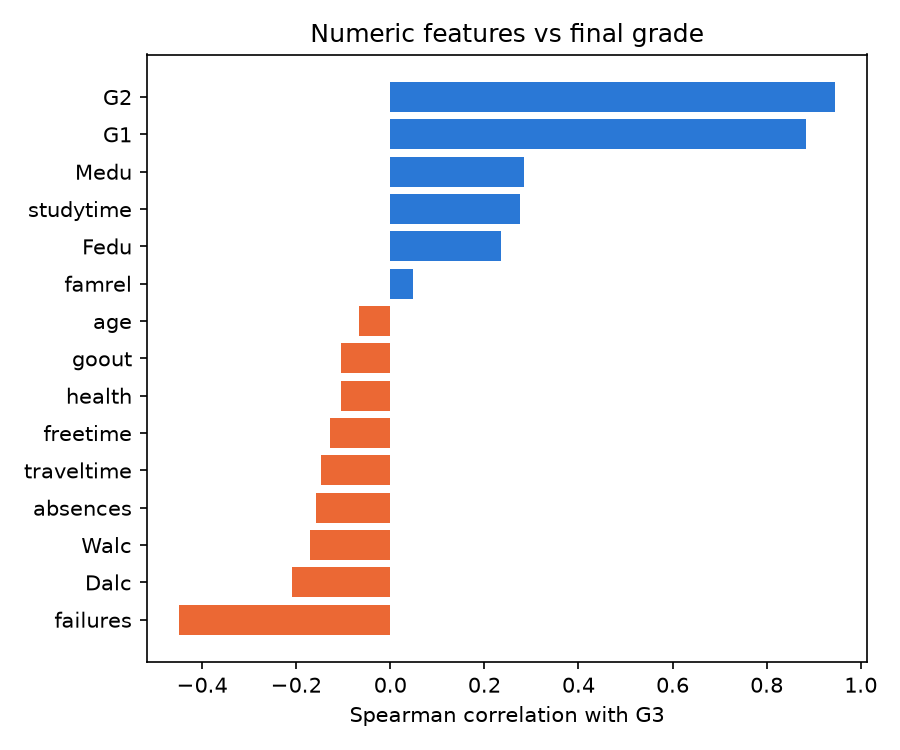 Numeric features vs final grade
G2
G1
Medu
studytime
Fedu
famrel
age
goout
health
freetime
traveltime
absences
Walc
Dalc
failures
−0.4 −0.2 0.0 0.2 0.4 0.6 0.8 1.0
Spearman correlation with G3